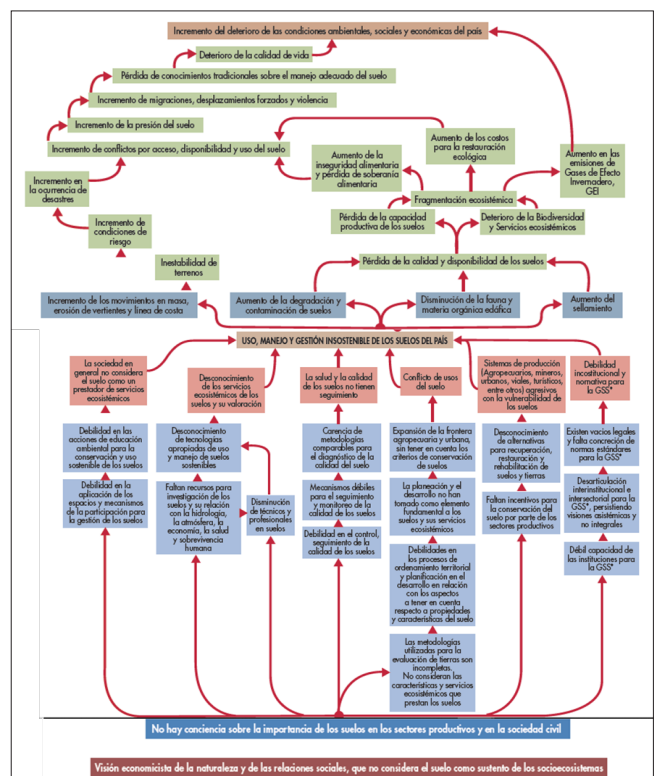 Incremento del deterioro de las condiciones ambientales, sociales y económicas del país
Deterioro de la calidad de vida
Pérdida de conocimientos tradicionales sobre el manejo adecuado del suelo
Incremento de migraciones, desplazamientos forzados y violencia
Incremento de la presión del suelo
Incremento de conflictos por acceso, disponibilidad y uso del suelo
Aumento de los costos
para la restauración
ecológica
Aumento de la
inseguridad alimentaria
y pérdida de soberanía
alimentaria
Aumento en las
emisiones de
Gases de Efecto
Invernadero,
GEI
Incremento en
la ocurrencia de
desastres
Fragmentación ecosistémica
Pérdida de la capacidad
productiva de los suelos
Deterioro de la Biodiversidad
y Servicios ecosistémicos
Incremento de
condiciones de
riesgo
Inestabilidad de
terrenos
Pérdida de la calidad y disponibilidad de los suelos
Incremento de los movimientos en masa,
erosión de vertientes y línea de costa
Aumento de la degradación y
contaminación de suelos
Disminución de la fauna y
materia orgánica edáfica
Aumento del
sellamiento
USO, MANEJO Y GESTIÓN INSOSTENIBLE DE LOS SUELOS DEL PAÍS
La sociedad en
general no considera
el suelo como un
prestador de servicios
ecosistémicos
Desconocimiento
de los servicios
ecosistémicos de los
suelos y su valoración
La salud y la calidad
de los suelos no tienen
seguimiento
Conflicto de usos
del suelo
Sistemas de producción
(Agropecuarios, mineros,
urbanos, viales, turísticos,
entre otros) agresivos
con la vulnerabilidad de
los suelos
Debilidad
institucional y
normativa para
la GSS*
Debilidad en las
acciones de educación
ambiental para la
conservación y uso
sostenible de los suelos
Debilidad en la
aplicación de los
espacios y mecanismos
de la participación para
la gestión de los suelos
Desconocimiento
de tecnologías
apropiadas de uso
y manejo de suelos
sostenibles
Faltan recursos para
investigación de los suelos
y su relación
con la hidrología,
la atmósfera, la
economía, la salud
y sobrevivencia
humana
Disminución
de técnicos y
profesionales
en suelos
Carencia de
metodologías
comparables para
el diagnóstico de la
calidad del suelo
Mecanismos débiles
para el seguimiento
y monitoreo de la
calidad de los suelos
Debilidad en el control,
seguimiento de la
calidad de los suelos
Expansión de la frontera
agropecuaria y urbana,
sin tener en cuenta los
criterios de conservación
de suelos
La planeación y el
desarrollo no han
tomado como elemento
fundamental a los
suelos y sus servicios
ecosistémicos
Debilidades en
los procesos de
ordenamiento territorial
y planificación en el
desarrollo en relación
con los aspectos
a tener en cuenta
respecto a propiedades
y características del suelo
Las metodologías
utilizadas para la
evaluación de tierras son
incompletas.
No consideran las
características y servicios
ecosistémicos que
prestan los suelos
Desconocimiento
de alternativas
para recuperación,
restauración y
rehabilitación de
suelos y tierras
Faltan incentivos para
la conservación del
suelo por parte de los
sectores productivos
Existen vacíos legales
y falta concreción de
normas estándares
para la GSS*
Desarticulación
interinstitucional e
intersectorial para la
GSS*, persistiendo
visiones asistémicas y
no integrales
Débil capacidad de
las instituciones para
la GSS*
No hay conciencia sobre la importancia de los suelos en los sectores productivos y en la sociedad civil
Visión economicista de la naturaleza y de las relaciones sociales, que no considera el suelo como sustento de los socioecosistemas